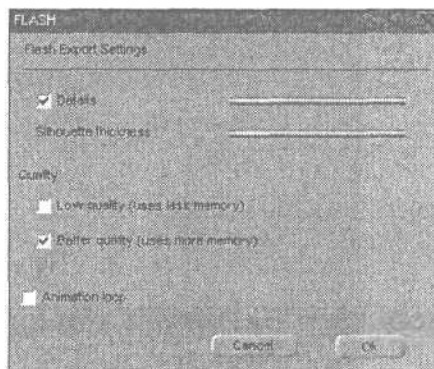 FLASH
Flash Export Settings
Details
Silhouette thickness
Quality
Low quality (uses less memory)
Better quality (uses more memory)
Animation loop
Cancel
Ok